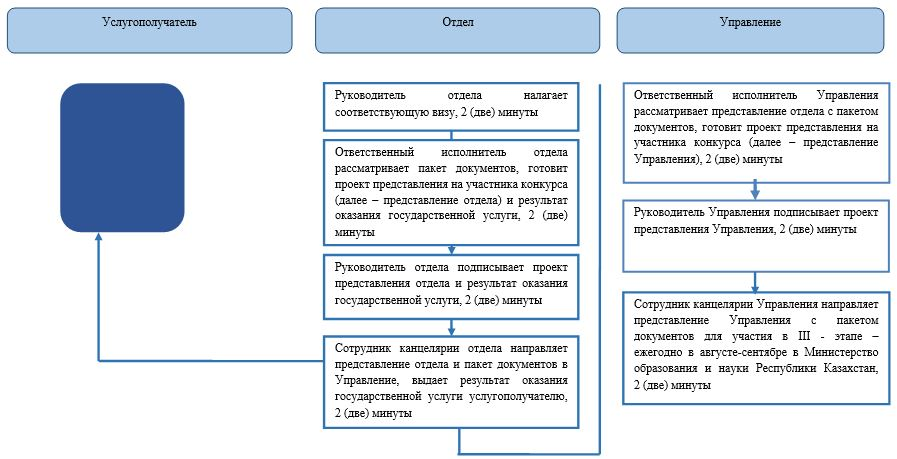 Услугополучатель
Отдел
Управление
Руководитель отдела налагает
соответствующую визу, 2 (две) минуты
Ответственный исполнитель отдела
рассматривает пакет документов, готовит
проект представления на участника конкурса
(далее – представление отдела) и результат
оказания государственной услуги, 2 (две)
минуты
Руководитель отдела подписывает проект
представления отдела и результат оказания
государственной услуги, 2 (две) минуты
Сотрудник канцелярии отдела направляет
представление отдела и пакет документов в
Управление, выдает результат оказания
государственной услуги услугополучателю,
2 (две) минуты
Ответственный исполнитель Управления
рассматривает представление отдела с пакетом
документов, готовит проект представления на
участника конкурса (далее – представление
Управления), 2 (две) минуты
Руководитель Управления подписывает проект
представления Управления, 2 (две) минуты
Сотрудник канцелярии Управления направляет
представление Управления с пакетом
документов для участия в III - этапе –
ежегодно в августе-сентябре в Министерство
образования и науки Республики Казахстан,
2 (две) минуты